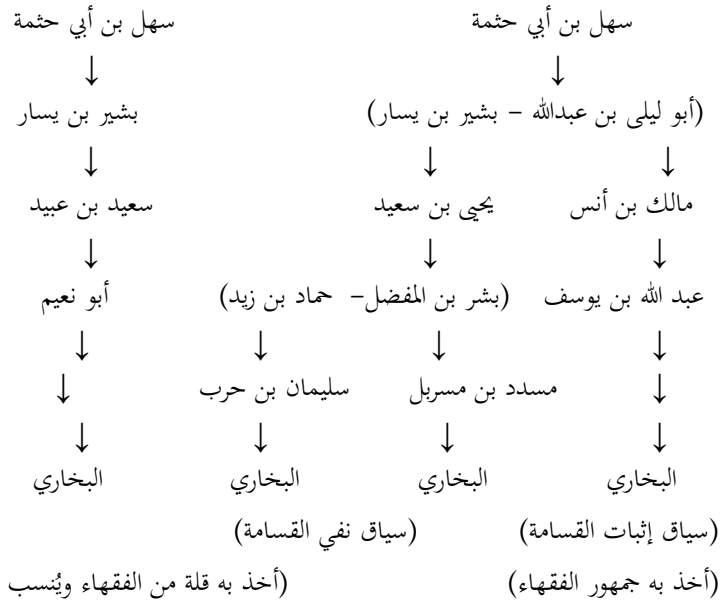 سهل بن أبي حثمة سهل بن أبي حثمة
↓ ↓
(أبو ليلى بن عبدالله – بشير بن يسار) بشير بن يسار
↓ ↓ ↓
مالك بن أنس يحيى بن سعيد سعيد بن عبيد
↓ ↓ ↓
عبد الله بن يوسف (بشر بن المفضل– حماد بن زيد) أبو نعيم
↓ ↓ ↓ ↓
↓ مسدد بن مسربل سليمان بن حرب ↓
↓ ↓ ↓ ↓
البخاري البخاري البخاري البخاري
(سياق إثبات القسامة) (سياق نفي القسامة)
(أخذ به جمهور الفقهاء) (أخذ به قلة من الفقهاء ويُنسب